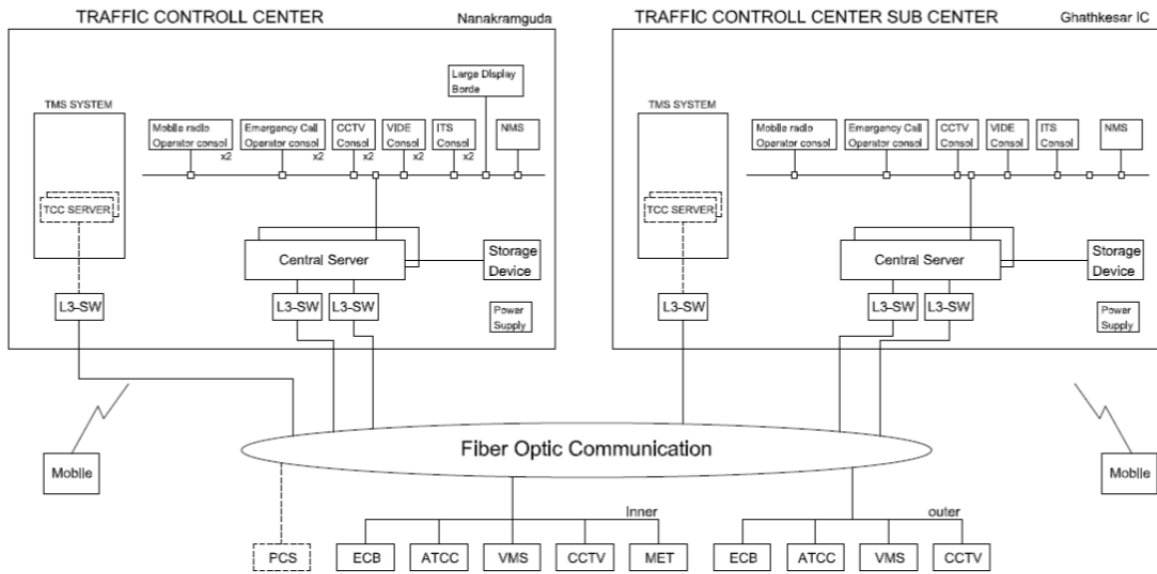 TRAFFIC CONTROLL CENTER
Nanakramguda
TMS SYSTEM
TCC SERVER
L3-SW
Large Display
Borde
Mobile radio
Operator consol
x2
Emergency Call
Operator consol
x2
CCTV
Consol
x2
VIDE
Consol
x2
ITS
Consol
x2
NMS
Central Server
Storage
Device
L3-SW
L3-SW
Power
Supply
TRAFFIC CONTROLL CENTER SUB CENTER
Ghathkesar IC
TMS SYSTEM
TCC SERVER
L3-SW
Mobile radio
Operator consol
Emergency Call
Operator consol
CCTV
Consol
VIDE
Consol
ITS
Consol
NMS
Central Server
Storage
Device
L3-SW
L3-SW
Power
Supply
Mobile
Mobile
Fiber Optic Communication
Inner
outer
PCS
ECB
ATCC
VMS
CCTV
MET
ECB
ATCC
VMS
CCTV